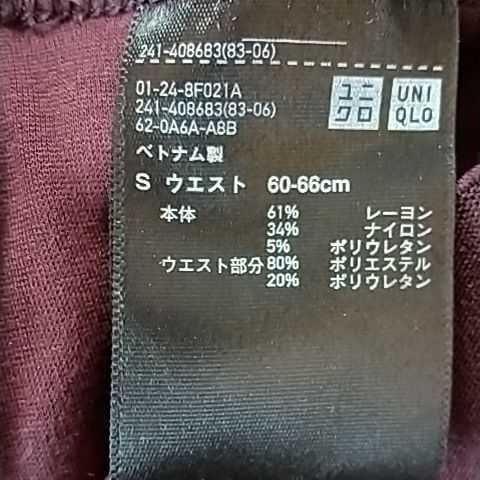 241-408683(83-06)
01-24-8F021A
241-408683(83-06)
62-0A6A-A8B
ユニクロ
UNIQLO
ベトナム製
S ウエスト 60-66cm
本体 61% レーヨン
34% ナイロン
5% ポリウレタン
ウエスト部分 80% ポリエステル
20% ポリウレタン